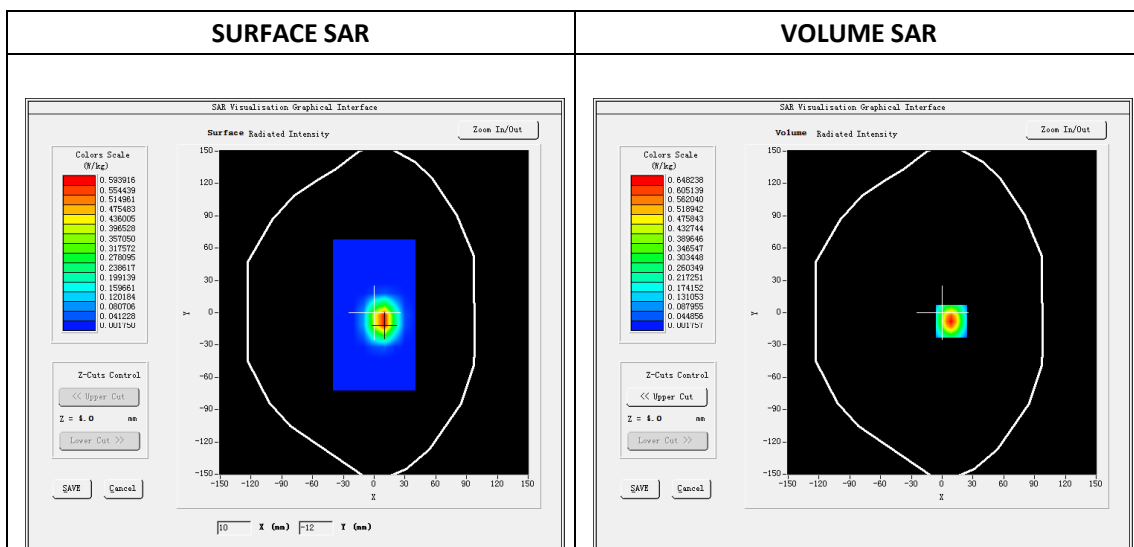 SURFACE SAR
VOLUME SAR
SAR Visualisation Graphical Interface
Surface Radiated Intensity
Zoom In/Out
Colors Scale
(W/kg)
0.593916
0.554439
0.514961
0.475483
0.436005
0.396528
0.357050
0.317572
0.278095
0.238617
0.199139
0.159661
0.120184
0.080706
0.041228
0.001750
Z-Cuts Control
<< Upper Cut
Z = 4.0 mm
Lower Cut >>
SAVE
Cancel
150
120
90
60
30
0
-30
-60
-90
-120
-150
Y
-150 -120 -90 -60 -30 0 30 60 90 120 150
X
10 X (mm) -12 Y (mm)
SAR Visualisation Graphical Interface
Volume Radiated Intensity
Zoom In/Out
Colors Scale
(W/kg)
0.648238
0.605139
0.562040
0.518942
0.475843
0.432744
0.389646
0.346547
0.303448
0.260349
0.217251
0.174152
0.131053
0.087955
0.044856
0.001757
Z-Cuts Control
<< Upper Cut
Z = 4.0 mm
Lower Cut >>
SAVE
Cancel
150
120
90
60
30
0
-30
-60
-90
-120
-150
Y
-150 -120 -90 -60 -30 0 30 60 90 120 150
X